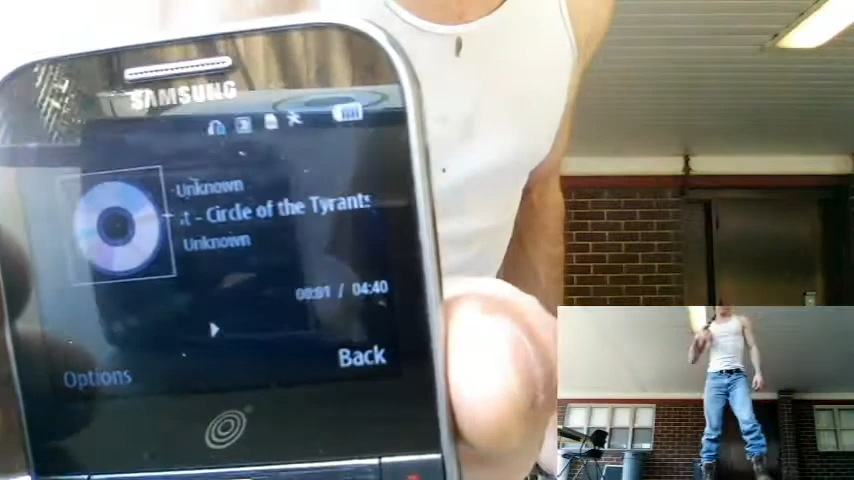 SAMSUNG
Unknown
t - Circle of the Tyrants
Unknown
00:01 / 04:40
Options
Back